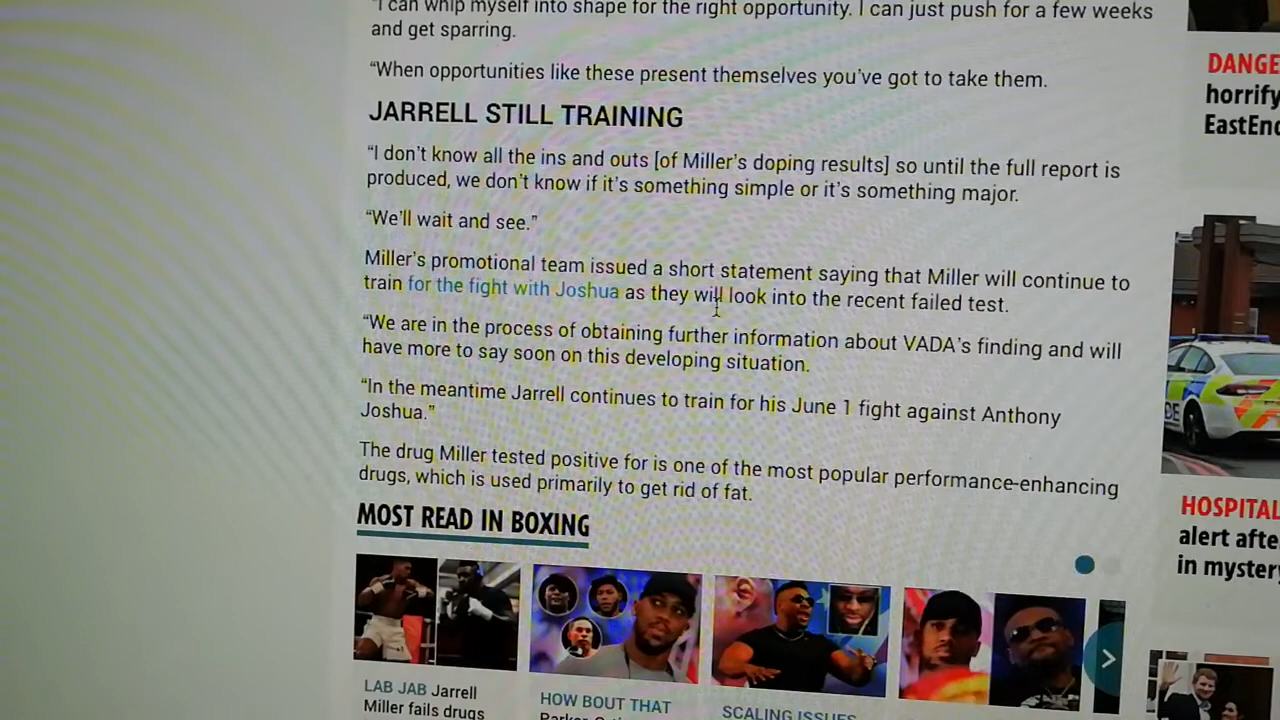 "I can whip myself into shape for the right opportunity. I can just push for a few weeks
and get sparring.
"When opportunities like these present themselves you've got to take them.
JARRELL STILL TRAINING
"I don't know all the ins and outs [of Miller's doping results] so until the full report is
produced, we don't know if it's something simple or it's something major.
"We'll wait and see."
Miller's promotional team issued a short statement saying that Miller will continue to
train for the fight with Joshua as they will look into the recent failed test.
"We are in the process of obtaining further information about VADA's finding and will
have more to say soon on this developing situation.
"In the meantime Jarrell continues to train for his June 1 fight against Anthony
Joshua."
The drug Miller tested positive for is one of the most popular performance-enhancing
drugs, which is used primarily to get rid of fat.
MOST READ IN BOXING
LAB JAB Jarrell
Miller fails drugs
HOW BOUT THAT
SCALING ISSUES
DANGE
horrify
EastEnd
HOSPITAL
alert afte
in myster